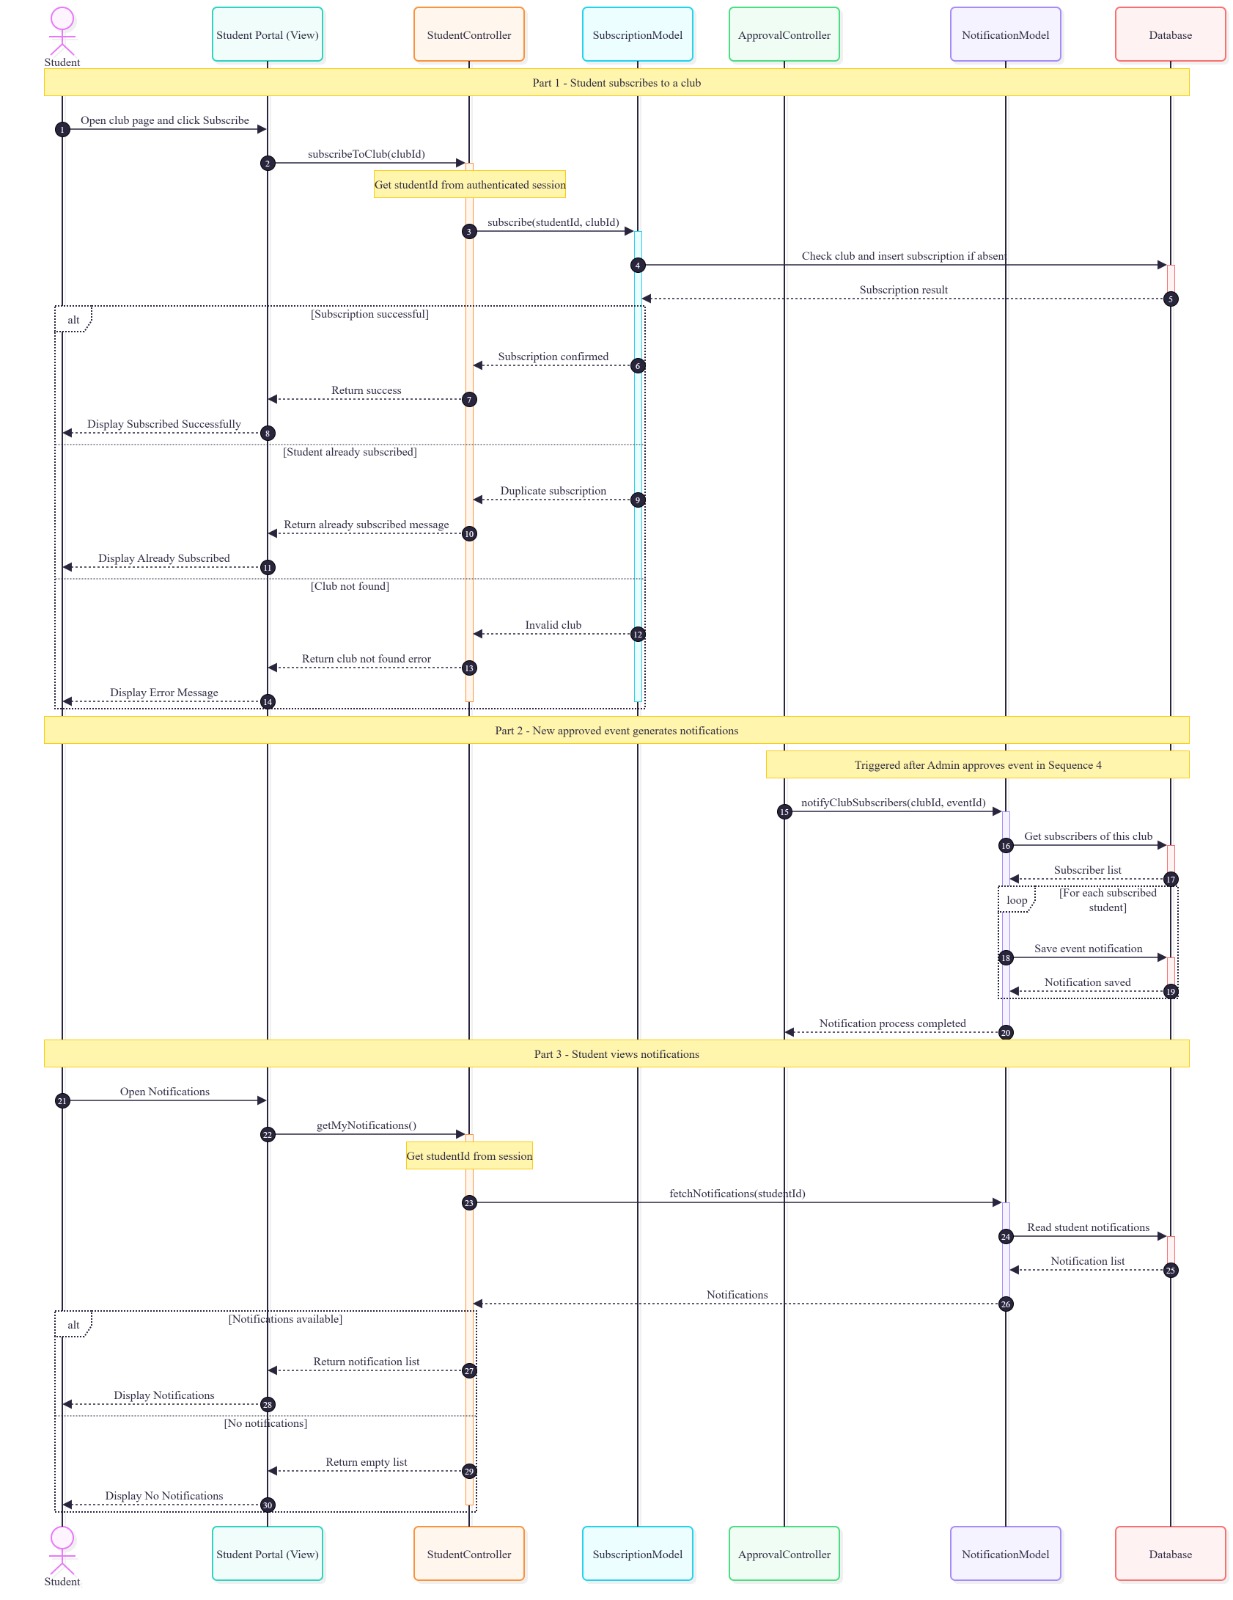 Student
Student Portal (View)
StudentController
SubscriptionModel
ApprovalController
NotificationModel
Database
Part 1 - Student subscribes to a club
1
Open club page and click Subscribe
2
subscribeToClub(clubId)
Get studentId from authenticated session
3
subscribe(studentId, clubId)
4
Check club and insert subscription if absent
Subscription result
5
alt
[Subscription successful]
Subscription confirmed
6
Return success
7
Display Subscribed Successfully
8
[Student already subscribed]
Duplicate subscription
9
Return already subscribed message
10
Display Already Subscribed
11
[Club not found]
Invalid club
12
Return club not found error
13
Display Error Message
14
Part 2 - New approved event generates notifications
Triggered after Admin approves event in Sequence 4
15
notifyClubSubscribers(clubId, eventId)
16
Get subscribers of this club
Subscriber list
17
loop
[For each subscribed
student]
18
Save event notification
Notification saved
19
Notification process completed
20
Part 3 - Student views notifications
21
Open Notifications
22
getMyNotifications()
Get studentId from session
23
fetchNotifications(studentId)
24
Read student notifications
Notification list
25
Notifications
26
alt
[Notifications available]
Return notification list
27
Display Notifications
28
[No notifications]
Return empty list
29
Display No Notifications
30
Student
Student Portal (View)
StudentController
SubscriptionModel
ApprovalController
NotificationModel
Database